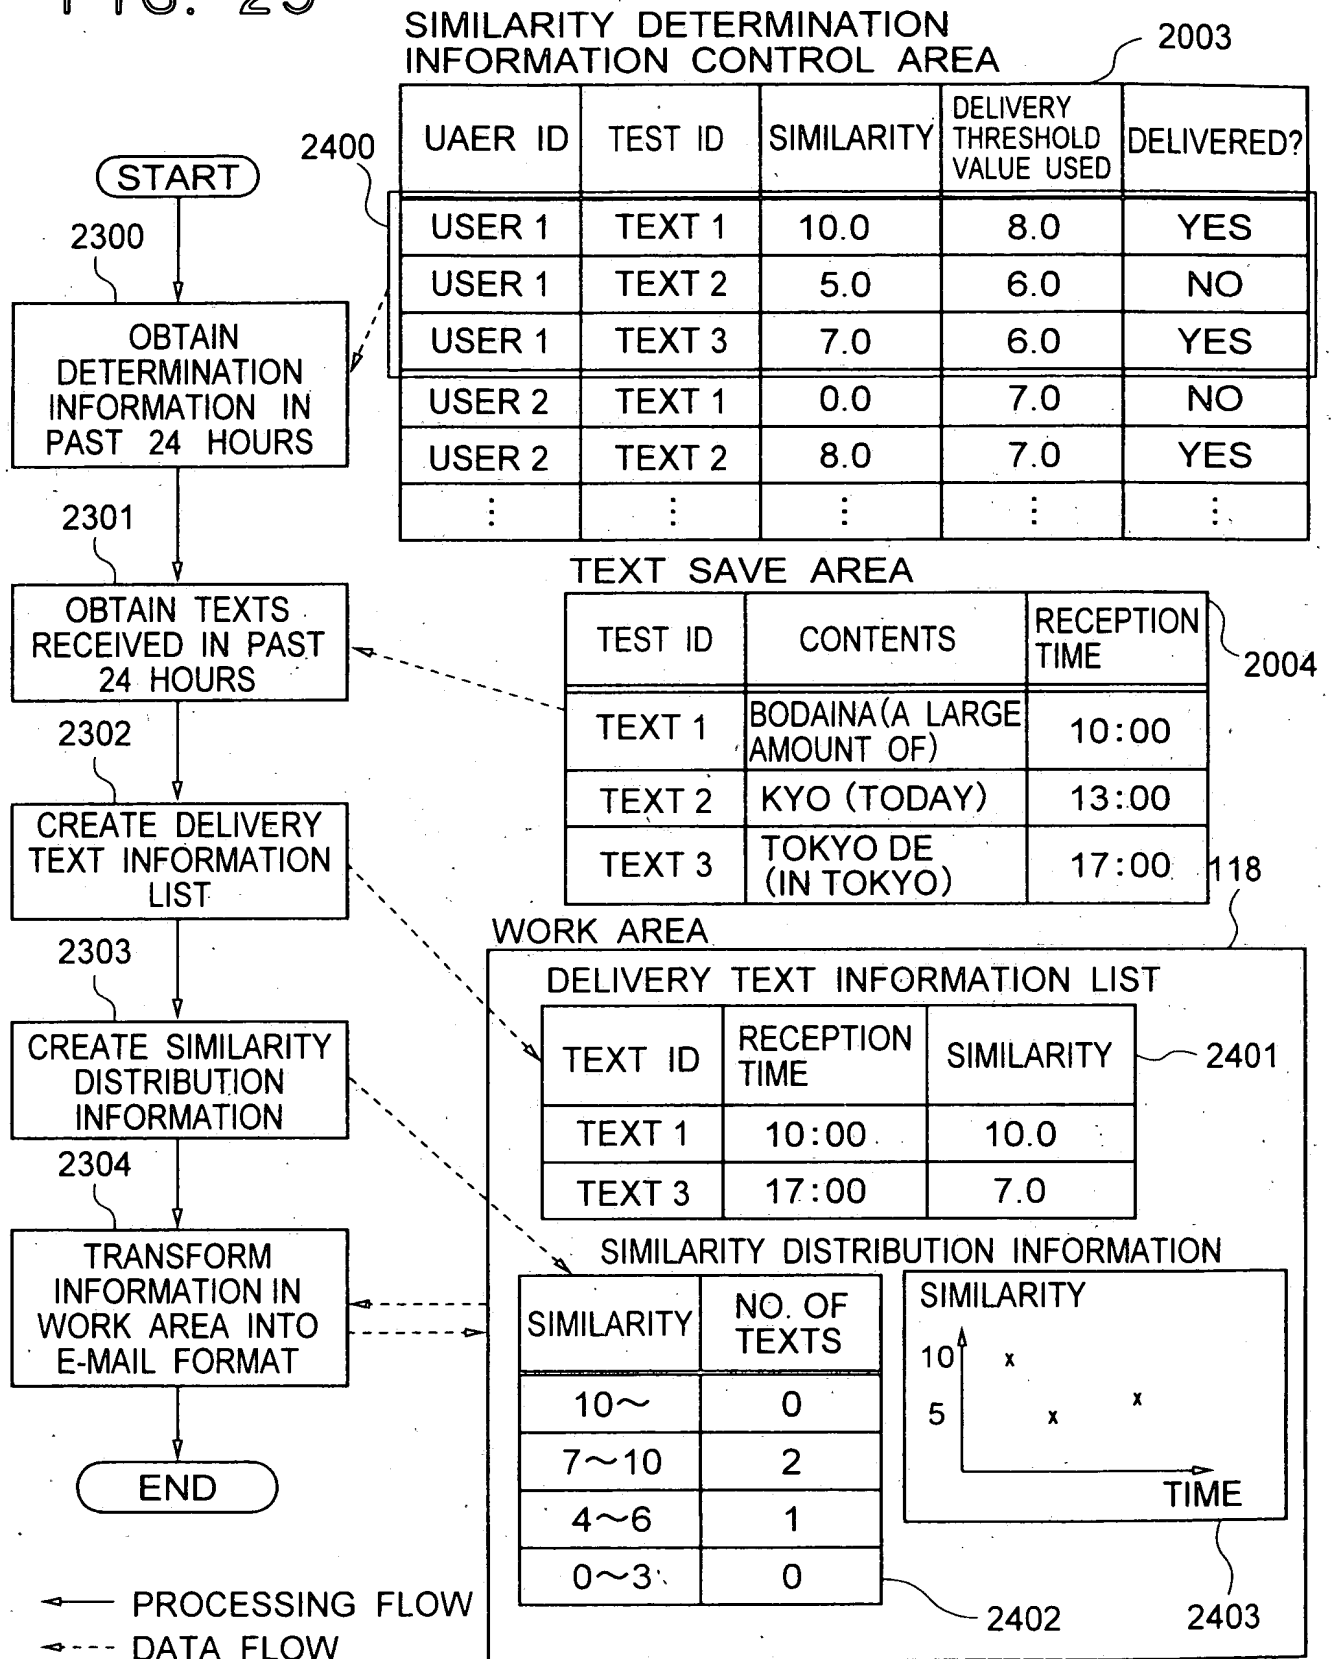 FIG. 25
SIMILARITY DETERMINATION
INFORMATION CONTROL AREA
2003
UAER ID TEST ID SIMILARITY DELIVERY THRESHOLD VALUE USED DELIVERED?
2400
USER 1 TEXT 1 10.0 8.0 YES
USER 1 TEXT 2 5.0 6.0 NO
USER 1 TEXT 3 7.0 6.0 YES
USER 2 TEXT 1 0.0 7.0 NO
USER 2 TEXT 2 8.0 7.0 YES
⋮ ⋮ ⋮ ⋮ ⋮
START
2300
OBTAIN
DETERMINATION
INFORMATION IN
PAST 24 HOURS
2301
OBTAIN TEXTS
RECEIVED IN PAST
24 HOURS
2302
CREATE DELIVERY
TEXT INFORMATION
LIST
2303
CREATE SIMILARITY
DISTRIBUTION
INFORMATION
2304
TRANSFORM
INFORMATION IN
WORK AREA INTO
E-MAIL FORMAT
END
TEXT SAVE AREA
2004
TEST ID CONTENTS RECEPTION TIME
TEXT 1 BODAINA(A LARGE AMOUNT OF) 10:00
TEXT 2 KYO (TODAY) 13:00
TEXT 3 TOKYO DE (IN TOKYO) 17:00
118
WORK AREA
DELIVERY TEXT INFORMATION LIST
TEXT ID RECEPTION TIME SIMILARITY
2401
TEXT 1 10:00 10.0
TEXT 3 17:00 7.0
SIMILARITY DISTRIBUTION INFORMATION
SIMILARITY NO. OF TEXTS
10~ 0
7~10 2
4~6 1
0~3 0
2402
SIMILARITY
10
5
x x x
TIME
2403
PROCESSING FLOW
DATA FLOW